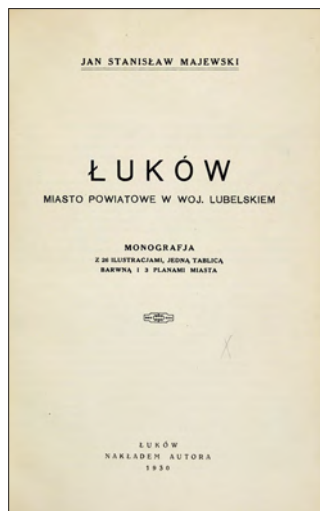 JAN STANISŁAW MAJEWSKI
ŁUKÓW
MIASTO POWIATOWE W WOJ. LUBELSKIEM
MONOGRAFJA
Z 26 ILUSTRACJAMI, JEDNĄ TABLICĄ
BARWNĄ I 3 PLANAMI MIASTA
ŁUKÓW
NAKŁADEM AUTORA
1930